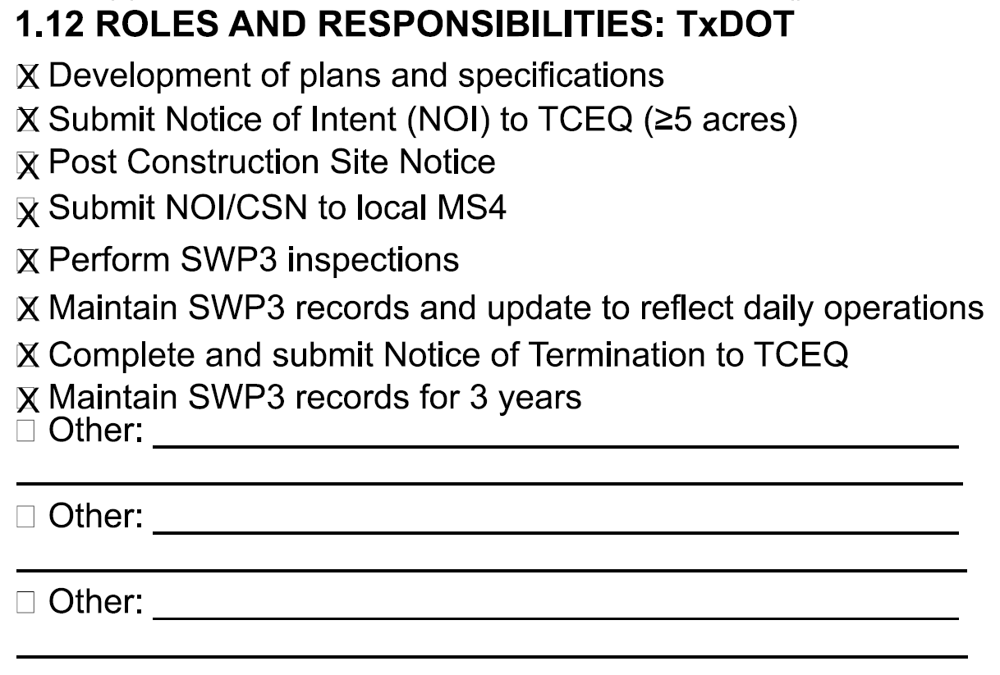 1.12 ROLES AND RESPONSIBILITIES: TxDOT
X Development of plans and specifications
X Submit Notice of Intent (NOI) to TCEQ (≥5 acres)
X Post Construction Site Notice
X Submit NOI/CSN to local MS4
X Perform SWP3 inspections
X Maintain SWP3 records and update to reflect daily operations
X Complete and submit Notice of Termination to TCEQ
X Maintain SWP3 records for 3 years
Other:
Other:
Other: